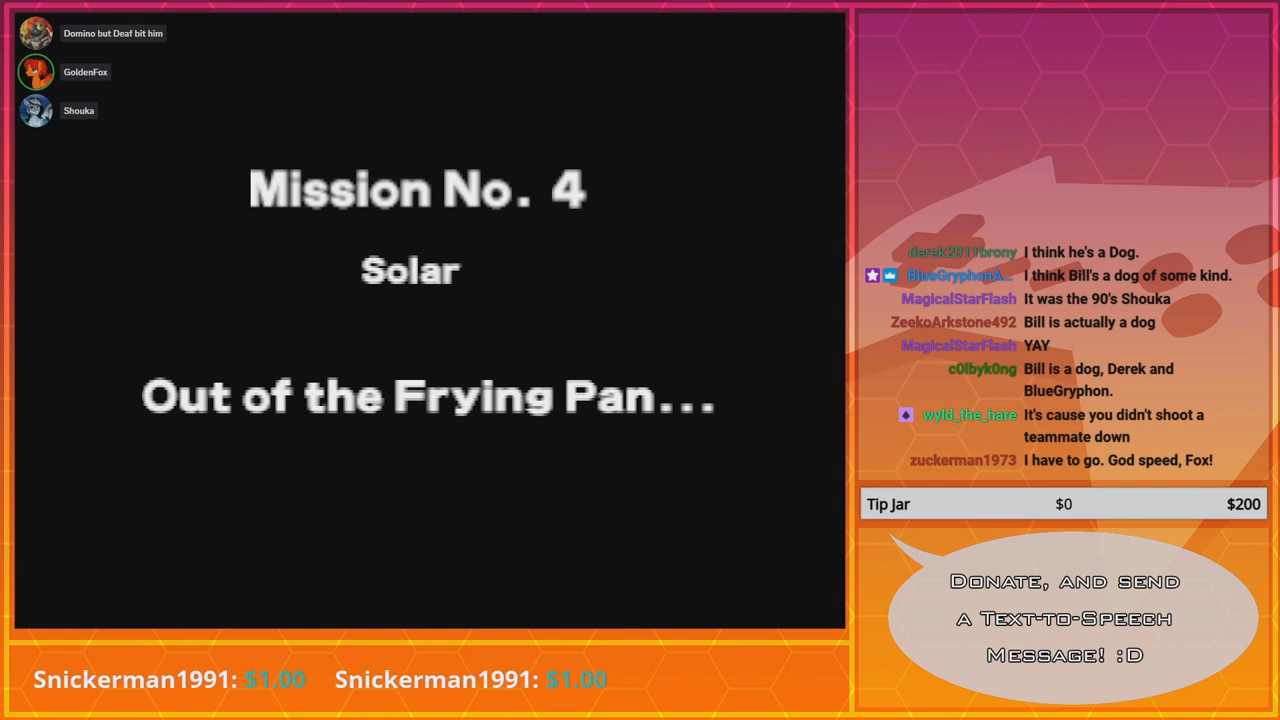 Domino but Deaf bit him
GoldenFox
Shouka
Mission No. 4
Solar
Out of the Frying Pan...
derek2011brony I think he's a Dog.
BlueGryphonA... I think Bill's a dog of some kind.
MagicalStarFlash It was the 90's Shouka
ZeekoArkstone492 Bill is actually a dog
MagicalStarFlash YAY
c0lbyk0ng Bill is a dog, Derek and
BlueGryphon.
wyld_the_hare It's cause you didn't shoot a
teammate down
zuckerman1973 I have to go. God speed, Fox!
Tip Jar $0 $200
Donate, and send
a Text-to-Speech
Message! :D
Snickerman1991: $1.00 Snickerman1991: $1.00